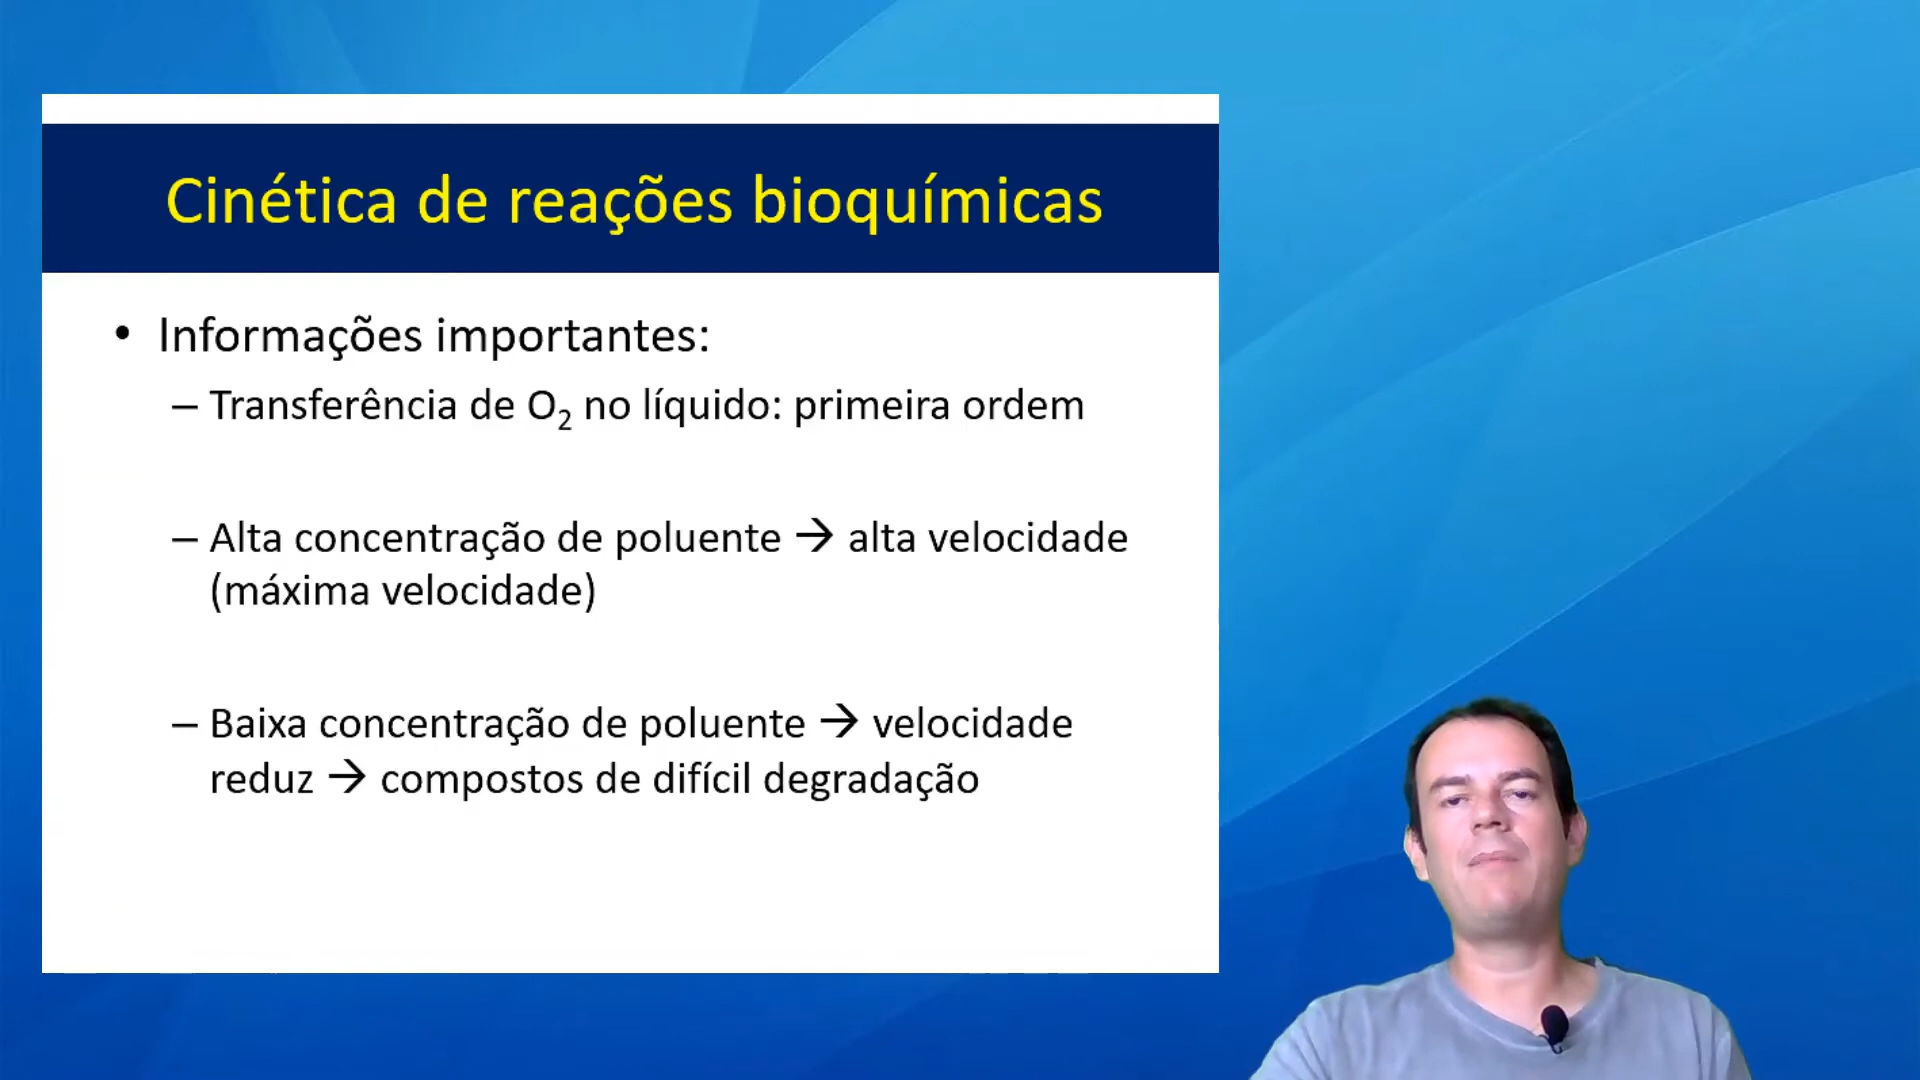 Cinética de reações bioquímicas
• Informações importantes:
– Transferência de O₂ no líquido: primeira ordem
– Alta concentração de poluente → alta velocidade
(máxima velocidade)
– Baixa concentração de poluente → velocidade
reduz → compostos de difícil degradação